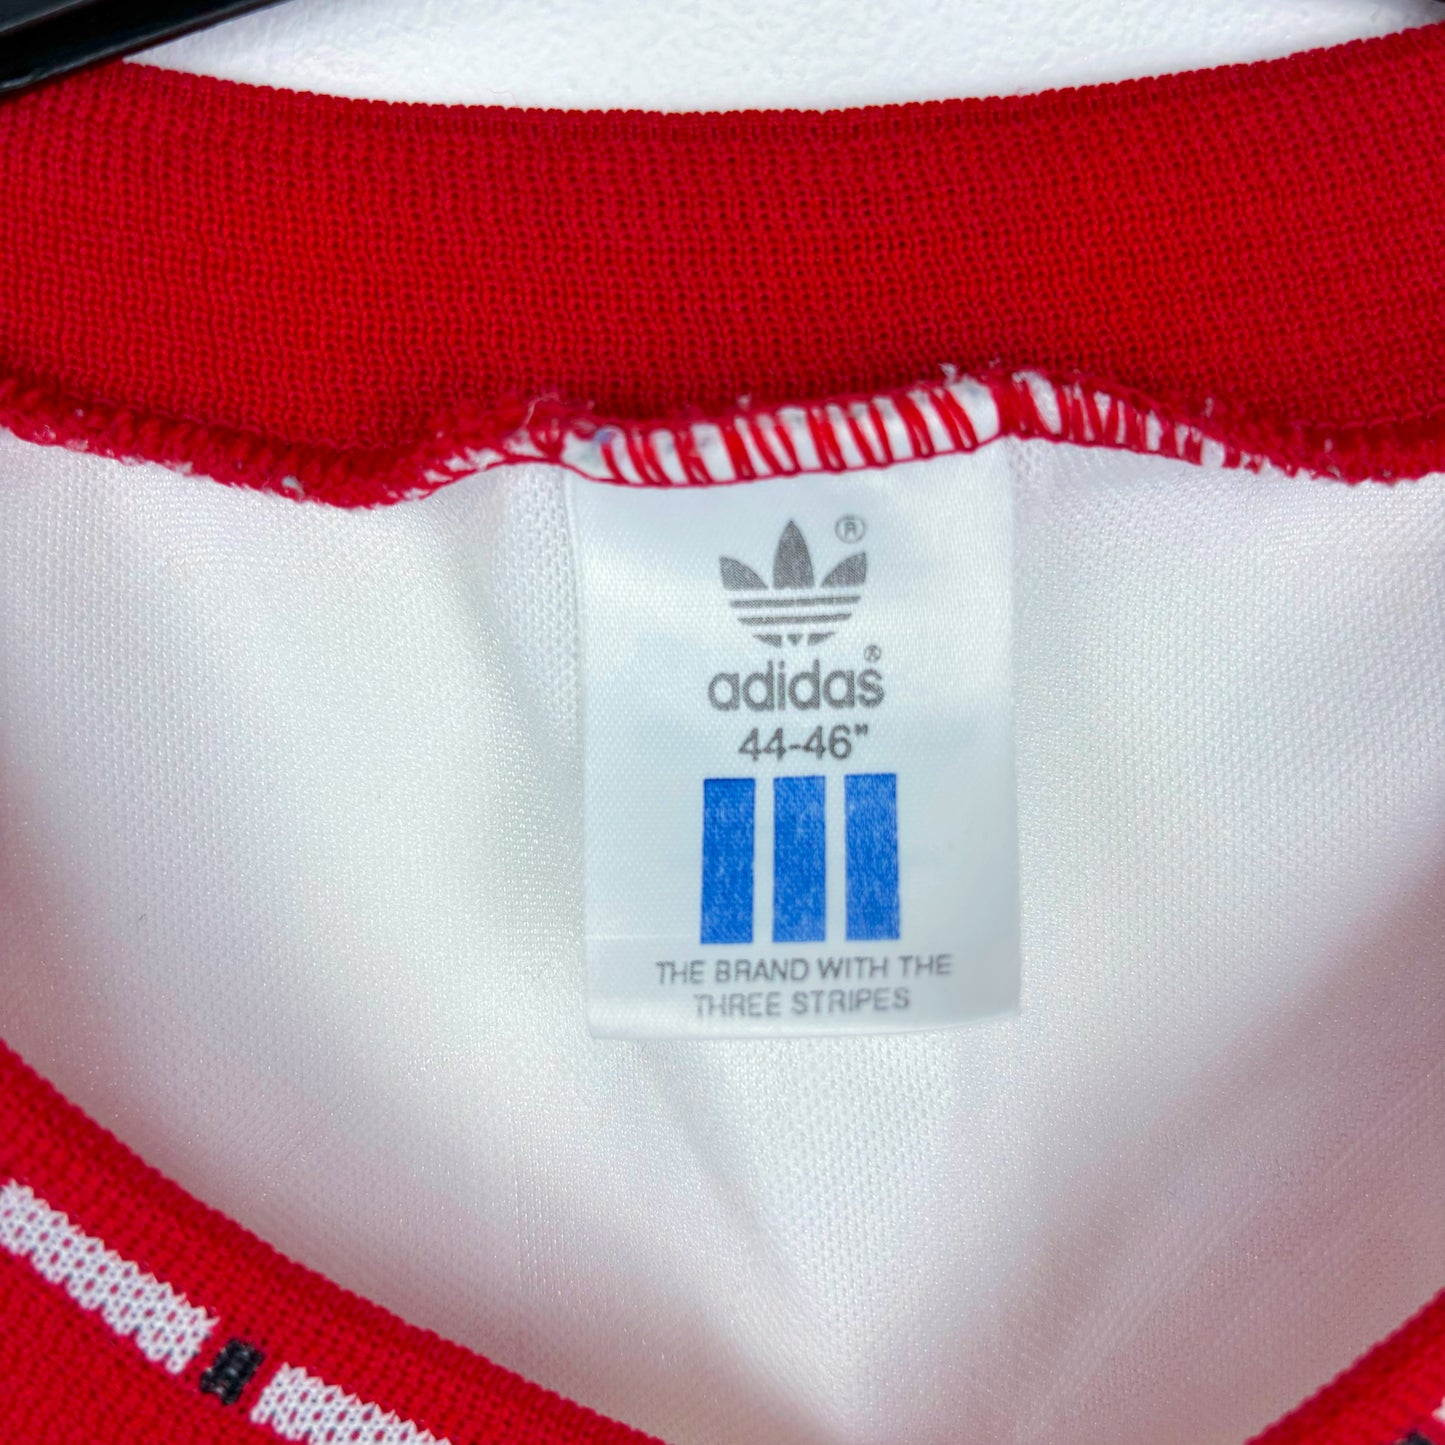 ®
adidas®
44-46"
THE BRAND WITH THE
THREE STRIPES